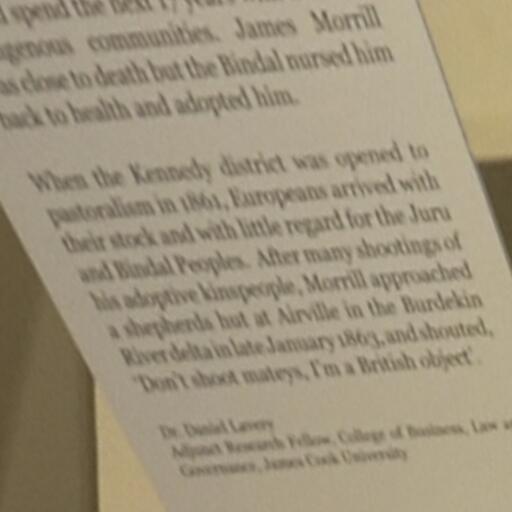 spend the next 17 years
communities. James Morrill
close to death but the Bindal nursed him
back to health and adopted him.
When the Kennedy district was opened to
pastoralism in 1861, Europeans arrived with
their stock and with little regard for the Juru
and Bindal Peoples. After many shootings of
his adoptive kinspeople, Morrill approached
a shepherds hut at Airville in the Burdekin
River delta in late January 1863, and shouted,
'Don't shoot mateys, I'm a British object'.
Dr. Daniel Lavery
Adjunct Research Fellow, College of Business, Law
Governance, James Cook University